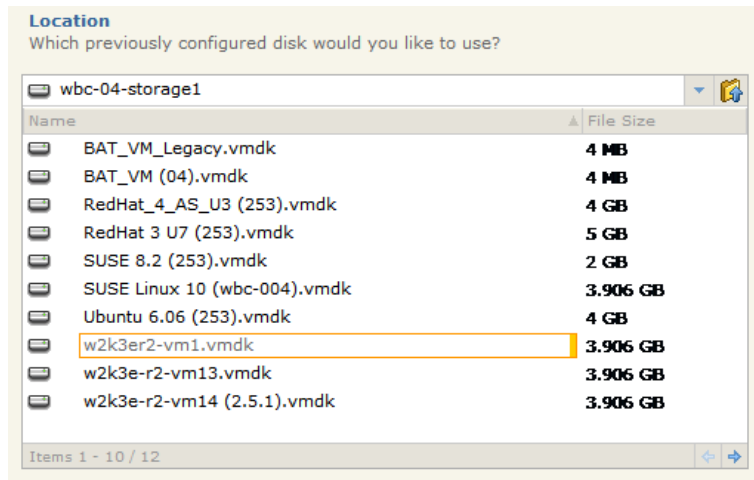 Location
Which previously configured disk would you like to use?
wbc-04-storage1
Name File Size
BAT_VM_Legacy.vmdk 4 MB
BAT_VM (04).vmdk 4 MB
RedHat_4_AS_U3 (253).vmdk 4 GB
RedHat 3 U7 (253).vmdk 5 GB
SUSE 8.2 (253).vmdk 2 GB
SUSE Linux 10 (wbc-004).vmdk 3.906 GB
Ubuntu 6.06 (253).vmdk 4 GB
w2k3er2-vm1.vmdk 3.906 GB
w2k3e-r2-vm13.vmdk 3.906 GB
w2k3e-r2-vm14 (2.5.1).vmdk 3.906 GB
Items 1 - 10 / 12